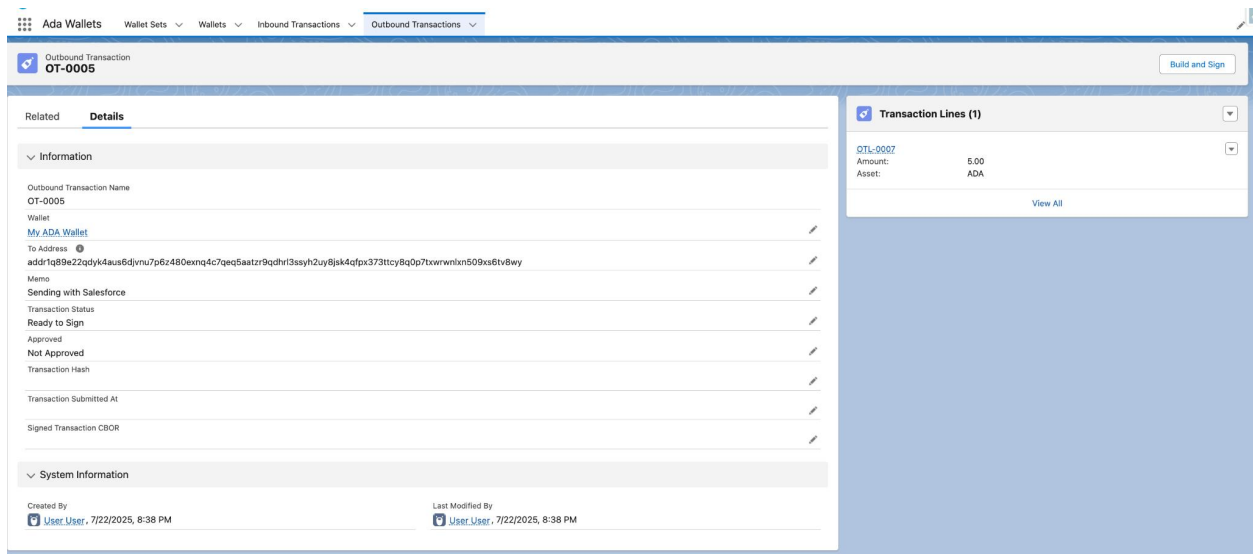 Ada Wallets Wallet Sets Wallets Inbound Transactions Outbound Transactions
Outbound Transaction
OT-0005
Build and Sign
Related Details
Information
Outbound Transaction Name
OT-0005
Wallet
My ADA Wallet
To Address
addr1q89e22qdyk4aus6djvnu7p6z480exnq4c7qeq5aatzr9qdhrl3ssyh2uy8jsk4qfpx373ttcy8q0p7txwrwnlxn509xs6tv8wy
Memo
Sending with Salesforce
Transaction Status
Ready to Sign
Approved
Not Approved
Transaction Hash
Transaction Submitted At
Signed Transaction CBOR
System Information
Created By
User User, 7/22/2025, 8:38 PM
Last Modified By
User User, 7/22/2025, 8:38 PM
Transaction Lines (1)
OTL-0007
Amount: 5.00
Asset: ADA
View All